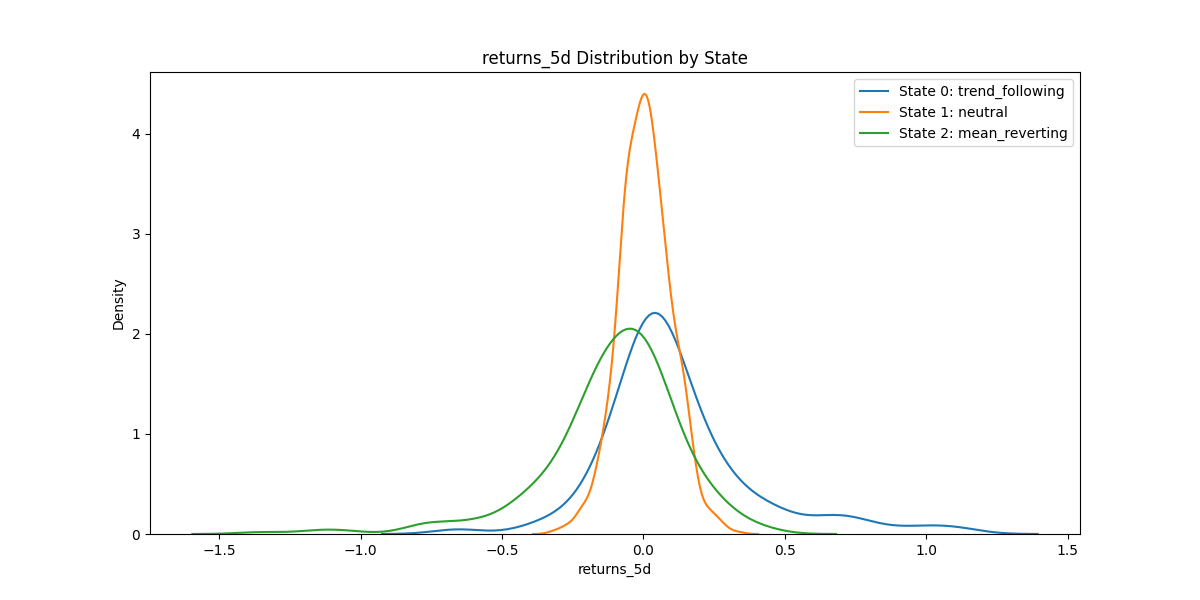 returns_5d Distribution by State
State 0: trend_following
State 1: neutral
State 2: mean_reverting
Density
4
3
2
1
0
−1.5
−1.0
−0.5
0.0
0.5
1.0
1.5
returns_5d